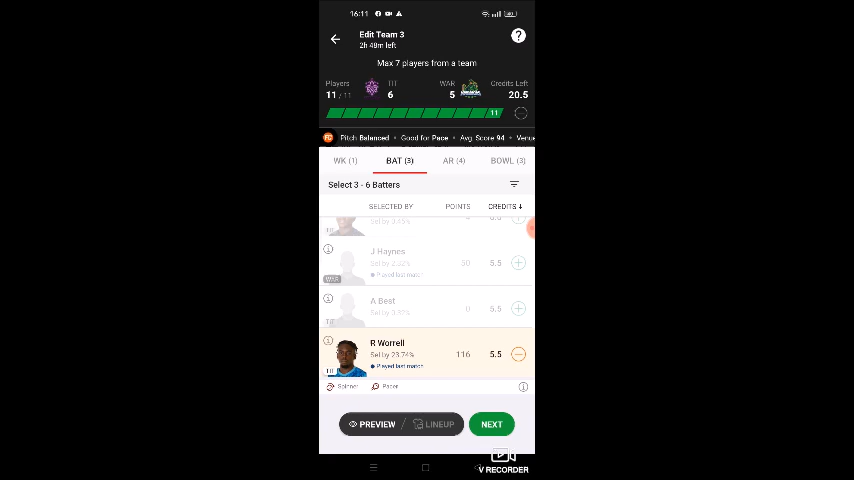 16:11
Edit Team 3
2h 48m left
?
Max 7 players from a team
Players
11 / 11
TIT
6
WAR
5
Credits Left
20.5
11
Pitch Balanced • Good for Pace • Avg. Score 94 • Venue
WK (1)
BAT (3)
AR (4)
BOWL (3)
Select 3 - 6 Batters
SELECTED BY
POINTS
CREDITS ↓
TIT
J Haynes
Sel by 2.32%
Played last match
WAR
30
5.5
A Best
TIT
0
5.5
R Worrell
Sel by 23.74%
Played last match
TIT
116
5.5
Spinner
Pacer
PREVIEW / LINEUP
NEXT
V RECORDER